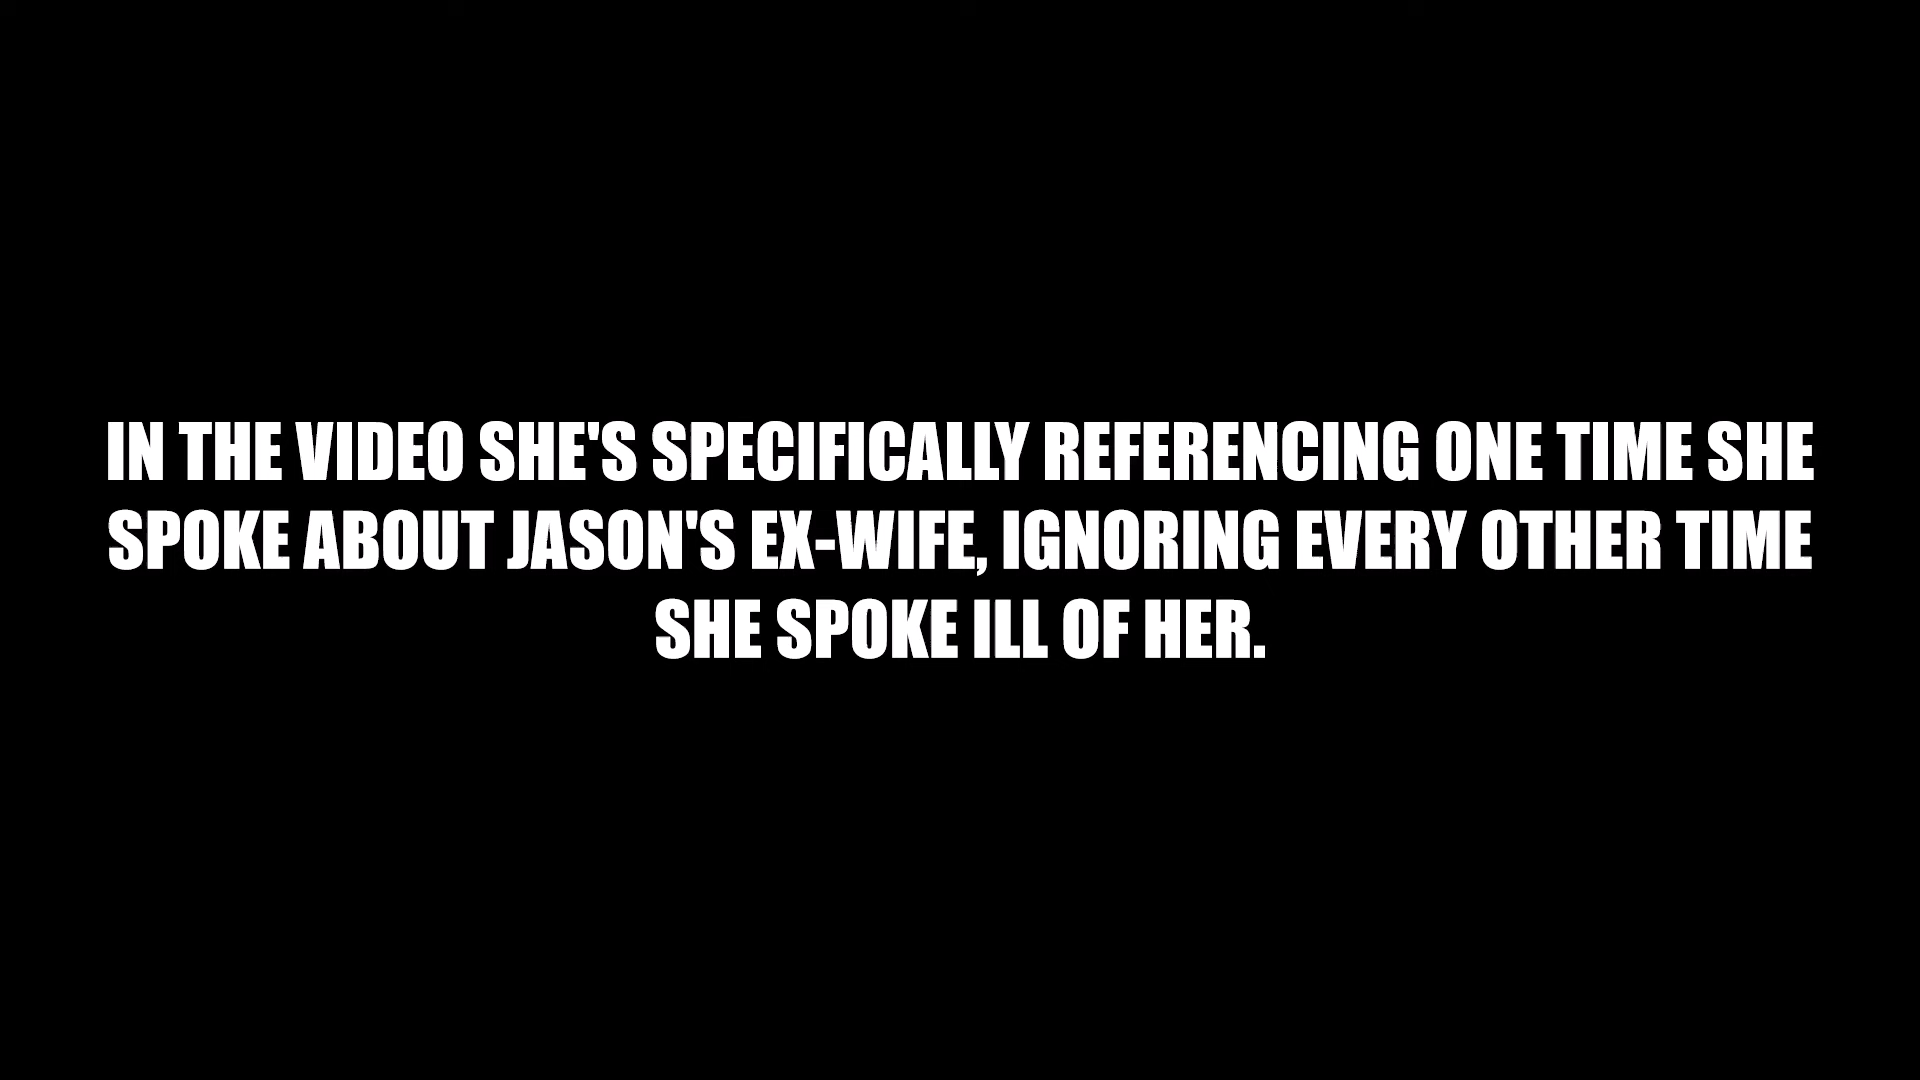 IN THE VIDEO SHE'S SPECIFICALLY REFERENCING ONE TIME SHE
SPOKE ABOUT JASON'S EX-WIFE, IGNORING EVERY OTHER TIME
SHE SPOKE ILL OF HER.